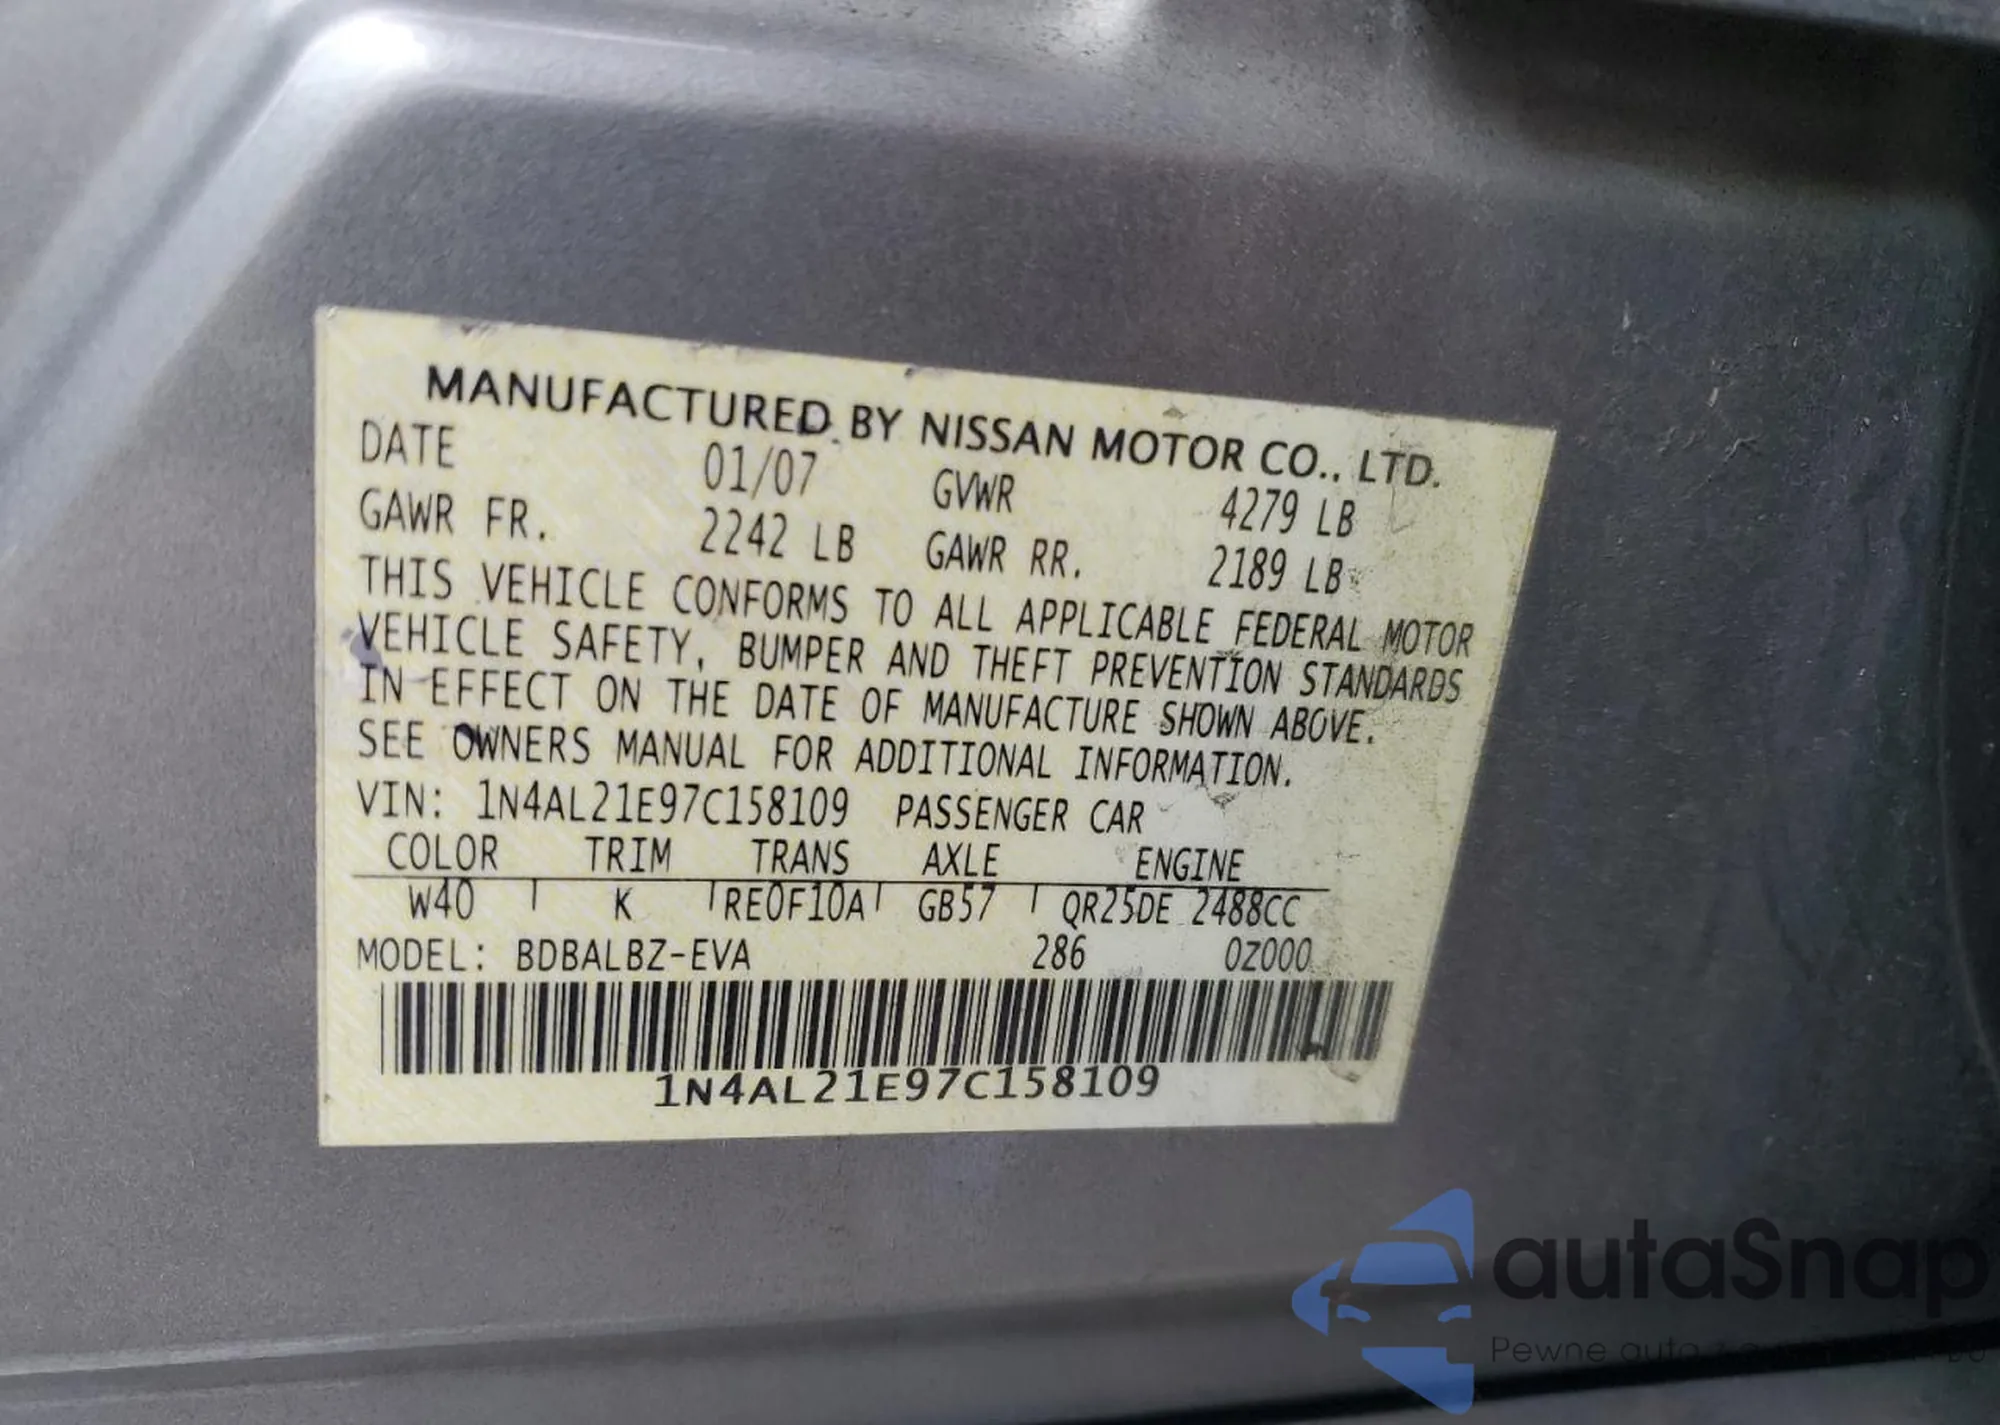 MANUFACTURED BY NISSAN MOTOR CO., LTD.
DATE 01/07 GVWR 4279 LB
GAWR FR. 2242 LB GAWR RR. 2189 LB
THIS VEHICLE CONFORMS TO ALL APPLICABLE FEDERAL MOTOR
VEHICLE SAFETY, BUMPER AND THEFT PREVENTION STANDARDS
IN EFFECT ON THE DATE OF MANUFACTURE SHOWN ABOVE.
SEE OWNERS MANUAL FOR ADDITIONAL INFORMATION.
VIN: 1N4AL21E97C158109 PASSENGER CAR
COLOR TRIM TRANS AXLE ENGINE
W40 K RE0F10A GB57 QR25DE 2488CC
MODEL: BDBALBZ-EVA 286 0Z000
1N4AL21E97C158109
autaSnap
Pewne auta z